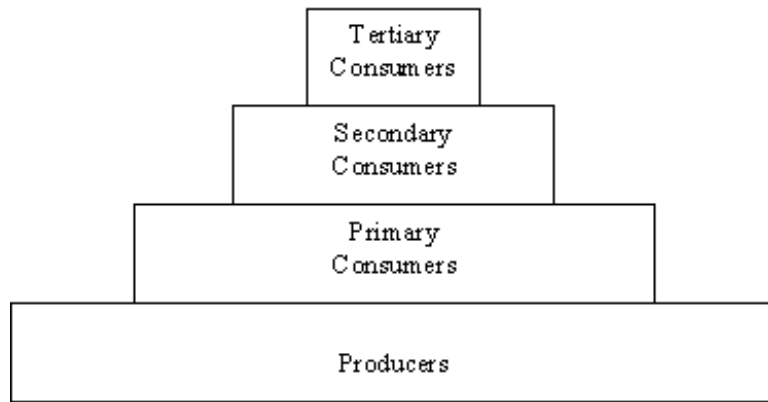 Tertiary
Consumers
Secondary
Consumers
Primary
Consumers
Producers